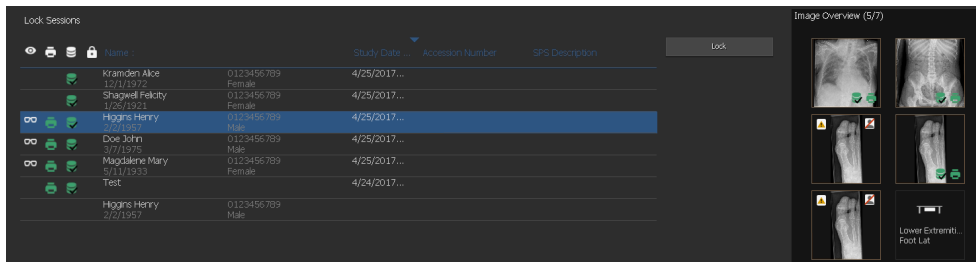 Lock Sessions
Image Overview (5/7)
Name :
Study Date ...
Accession Number
SPS Description
Lock
Kramden Alice
0123456789
4/25/2017...
12/1/1972
Female
Shagwell Felicity
0123456789
4/25/2017...
1/26/1921
Female
Higgins Henry
0123456789
4/25/2017...
2/2/1957
Male
Doe John
0123456789
4/25/2017...
3/7/1975
Male
Magdalene Mary
0123456789
4/25/2017...
5/11/1933
Female
Test
4/24/2017...
Higgins Henry
0123456789
2/2/1957
Male
Lower Extremiti...
Foot Lat